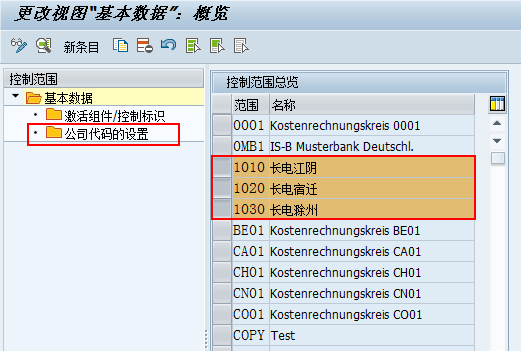 更改视图"基本数据"：概览
新条目
控制范围
基本数据
激活组件/控制标识
公司代码的设置
控制范围总览
范围 名称
0001 Kostenrechnungskreis 0001
0MB1 IS-B Musterbank Deutschl.
1010 长电江阴
1020 长电宿迁
1030 长电滁州
BE01 Kostenrechnungskreis BE01
CA01 Kostenrechnungskreis CA01
CH01 Kostenrechnungskreis CH01
CN01 Kostenrechnungskreis CN01
CO01 Kostenrechnungskreis CO01
COPY Test